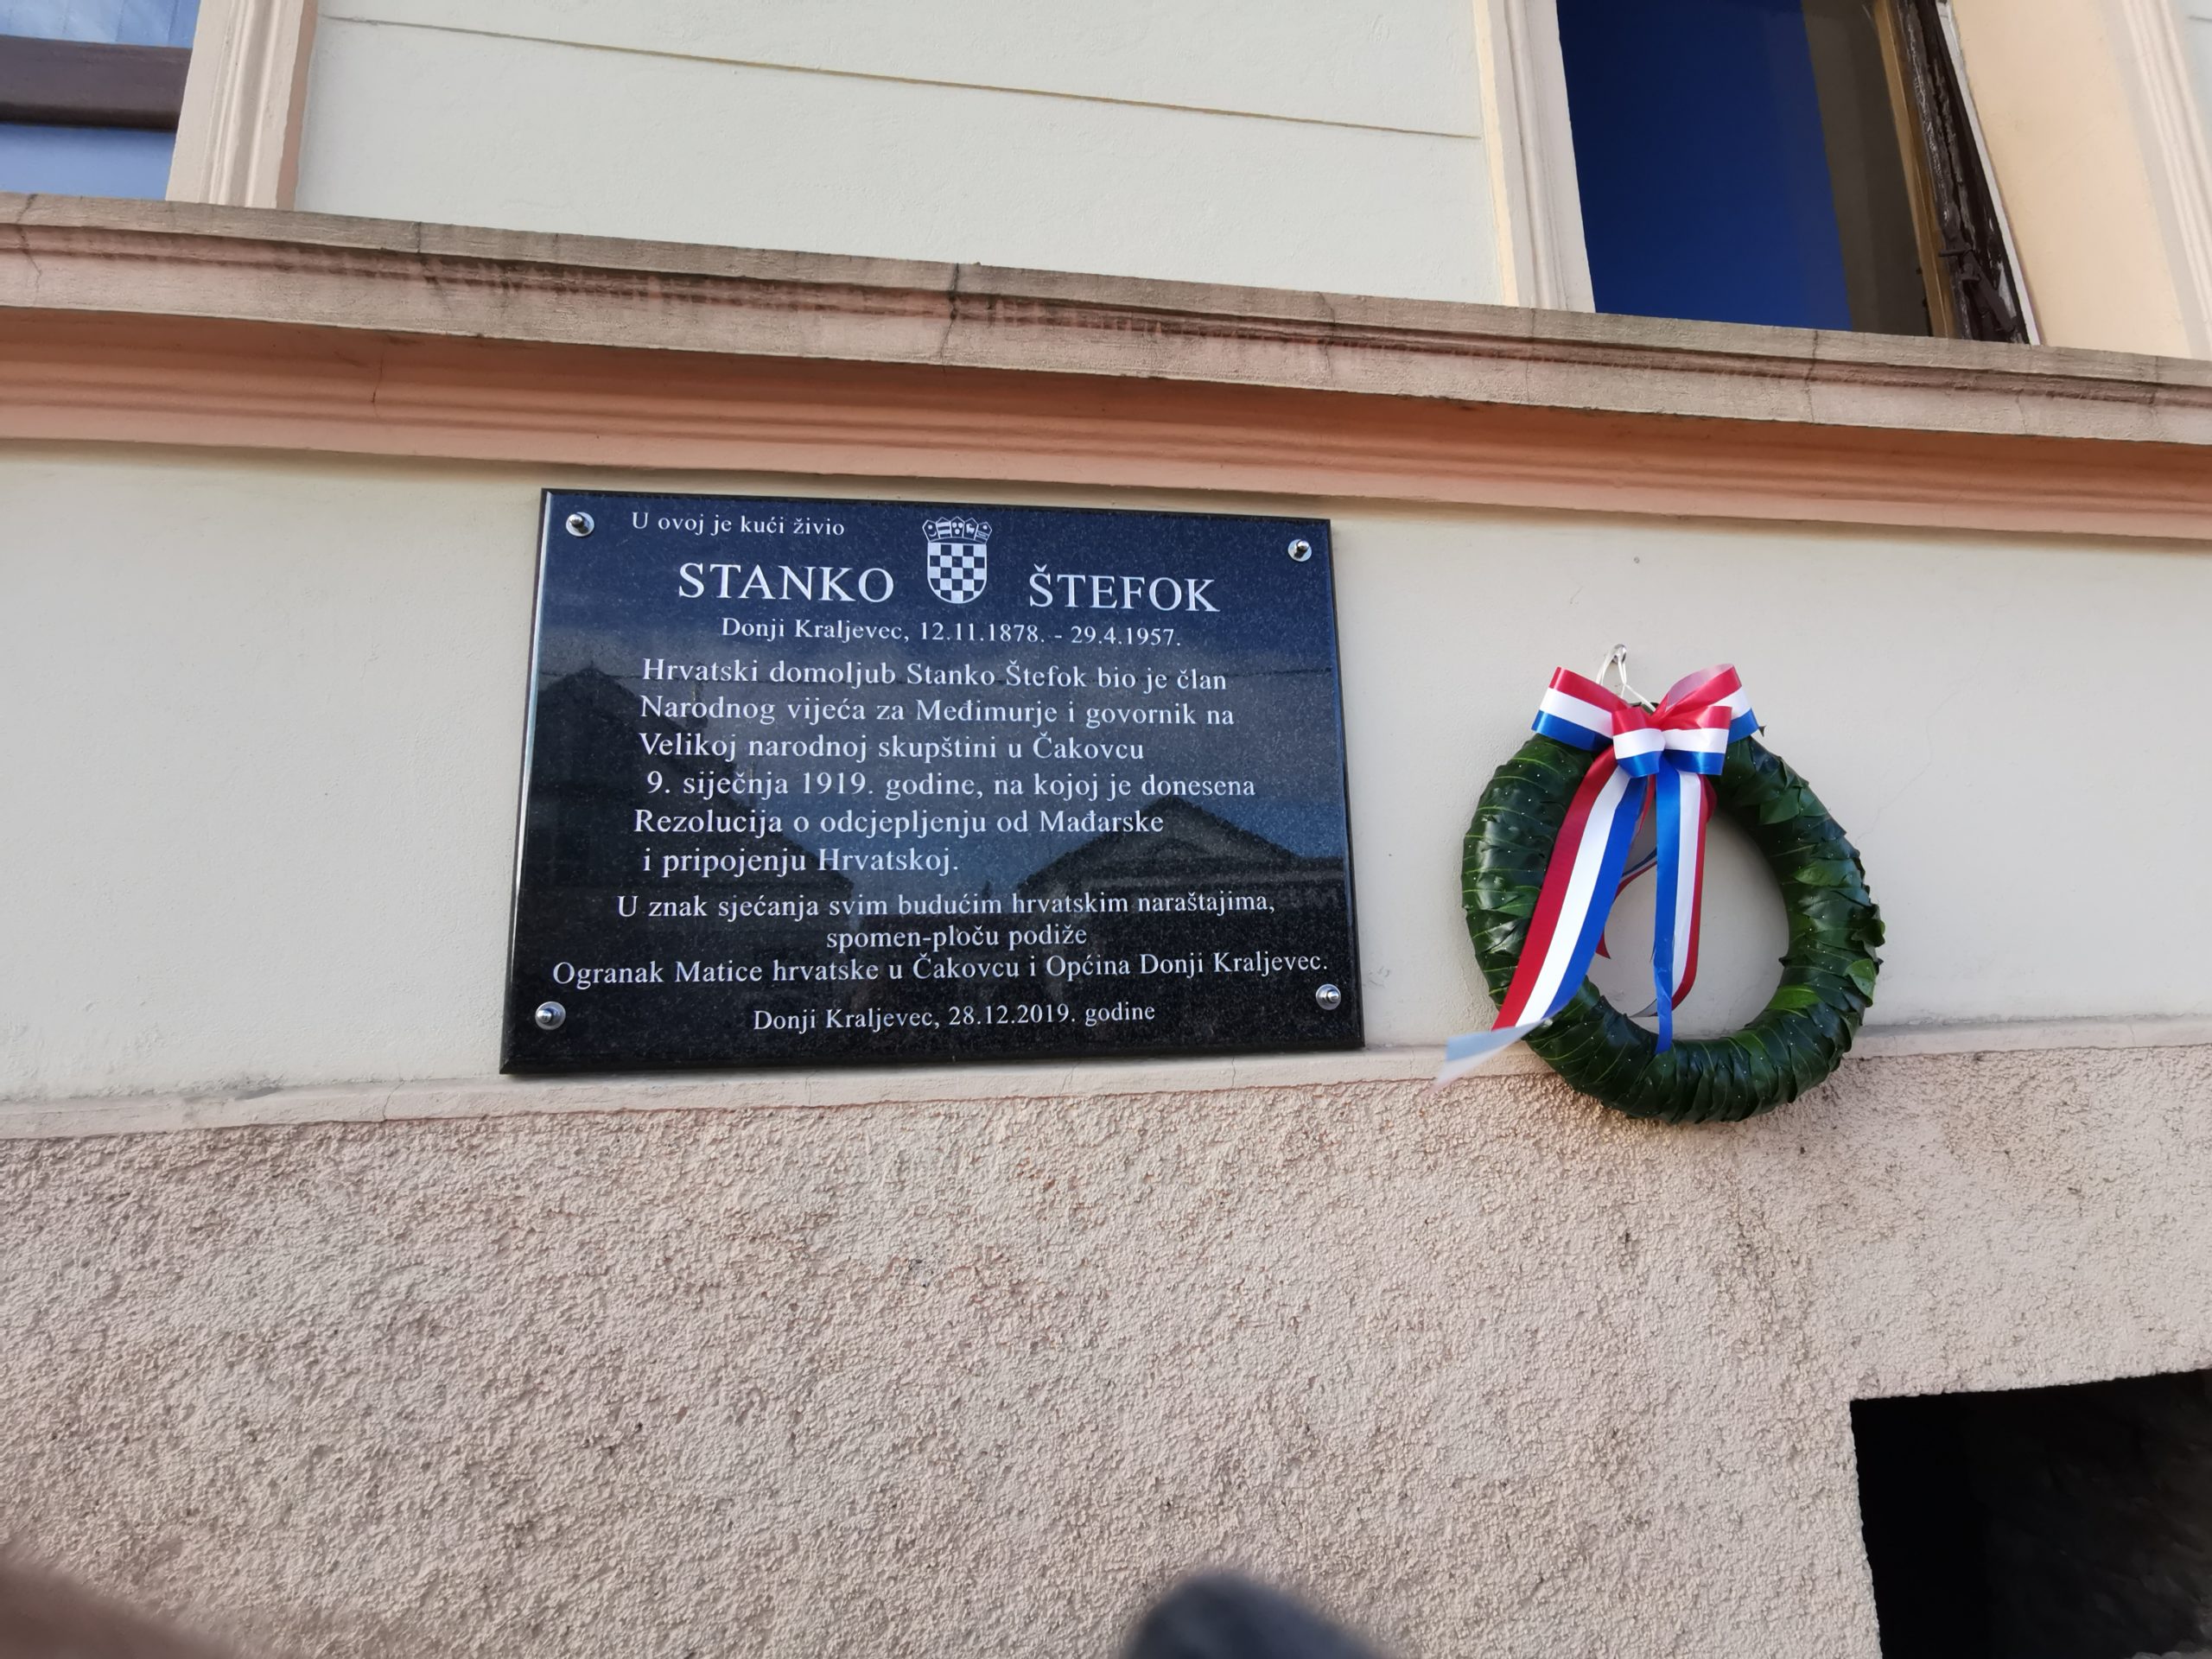 U ovoj je kući živio
STANKO ŠTEFOK
Donji Kraljevec, 12.11.1878. - 29.4.1957.
Hrvatski domoljub Stanko Štefok bio je član
Narodnog vijeća za Međimurje i govornik na
Velikoj narodnoj skupštini u Čakovcu
9. siječnja 1919. godine, na kojoj je donesena
Rezolucija o odcjepljenju od Mađarske
i pripojenju Hrvatskoj.
U znak sjećanja svim budućim hrvatskim naraštajima,
spomen-ploču podiže
Ogranak Matice hrvatske u Čakovcu i Općina Donji Kraljevec.
Donji Kraljevec, 28.12.2019. godine